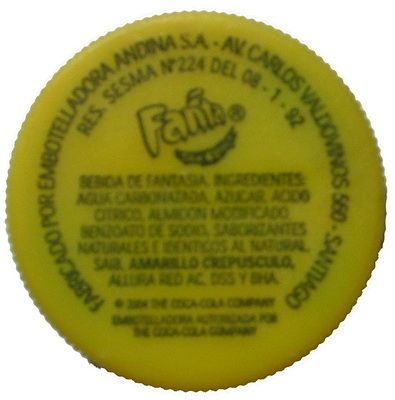 FABRICADO POR EMBOTELLADORA ANDINA S.A. - AV. CARLOS VALDOVINOS 560 - SANTIAGO
RES. SESMA Nº224 DEL 08 - 1 - 92
Fanta®
BEBIDA DE FANTASIA. INGREDIENTES:
AGUA CARBONATADA, AZUCAR, ACIDO
CITRICO, ALMIDON MODIFICADO,
BENZOATO DE SODIO, SABORIZANTES
NATURALES E IDENTICOS AL NATURAL,
SAIB, AMARILLO CREPUSCULO,
ALLURA RED AC, DSS Y BHA.
© 2004 THE COCA-COLA COMPANY
EMBOTELLADORA AUTORIZADA POR
THE COCA-COLA COMPANY